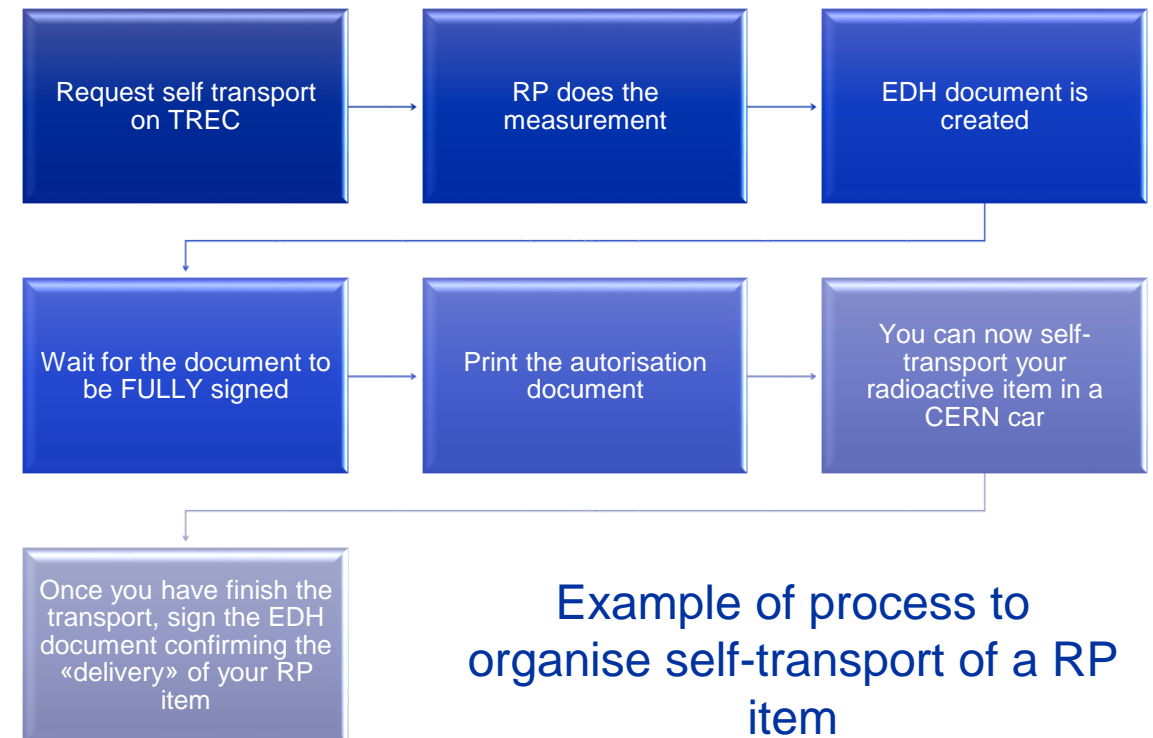 Request self transport
on TREC
RP does the
measurement
EDH document is
created
Wait for the document to
be FULLY signed
Print the autorisation
document
You can now self-
transport your
radioactive item in a
CERN car
Once you have finish the
transport, sign the EDH
document confirming the
«delivery» of your RP
item
Example of process to
organise self-transport of a RP
item